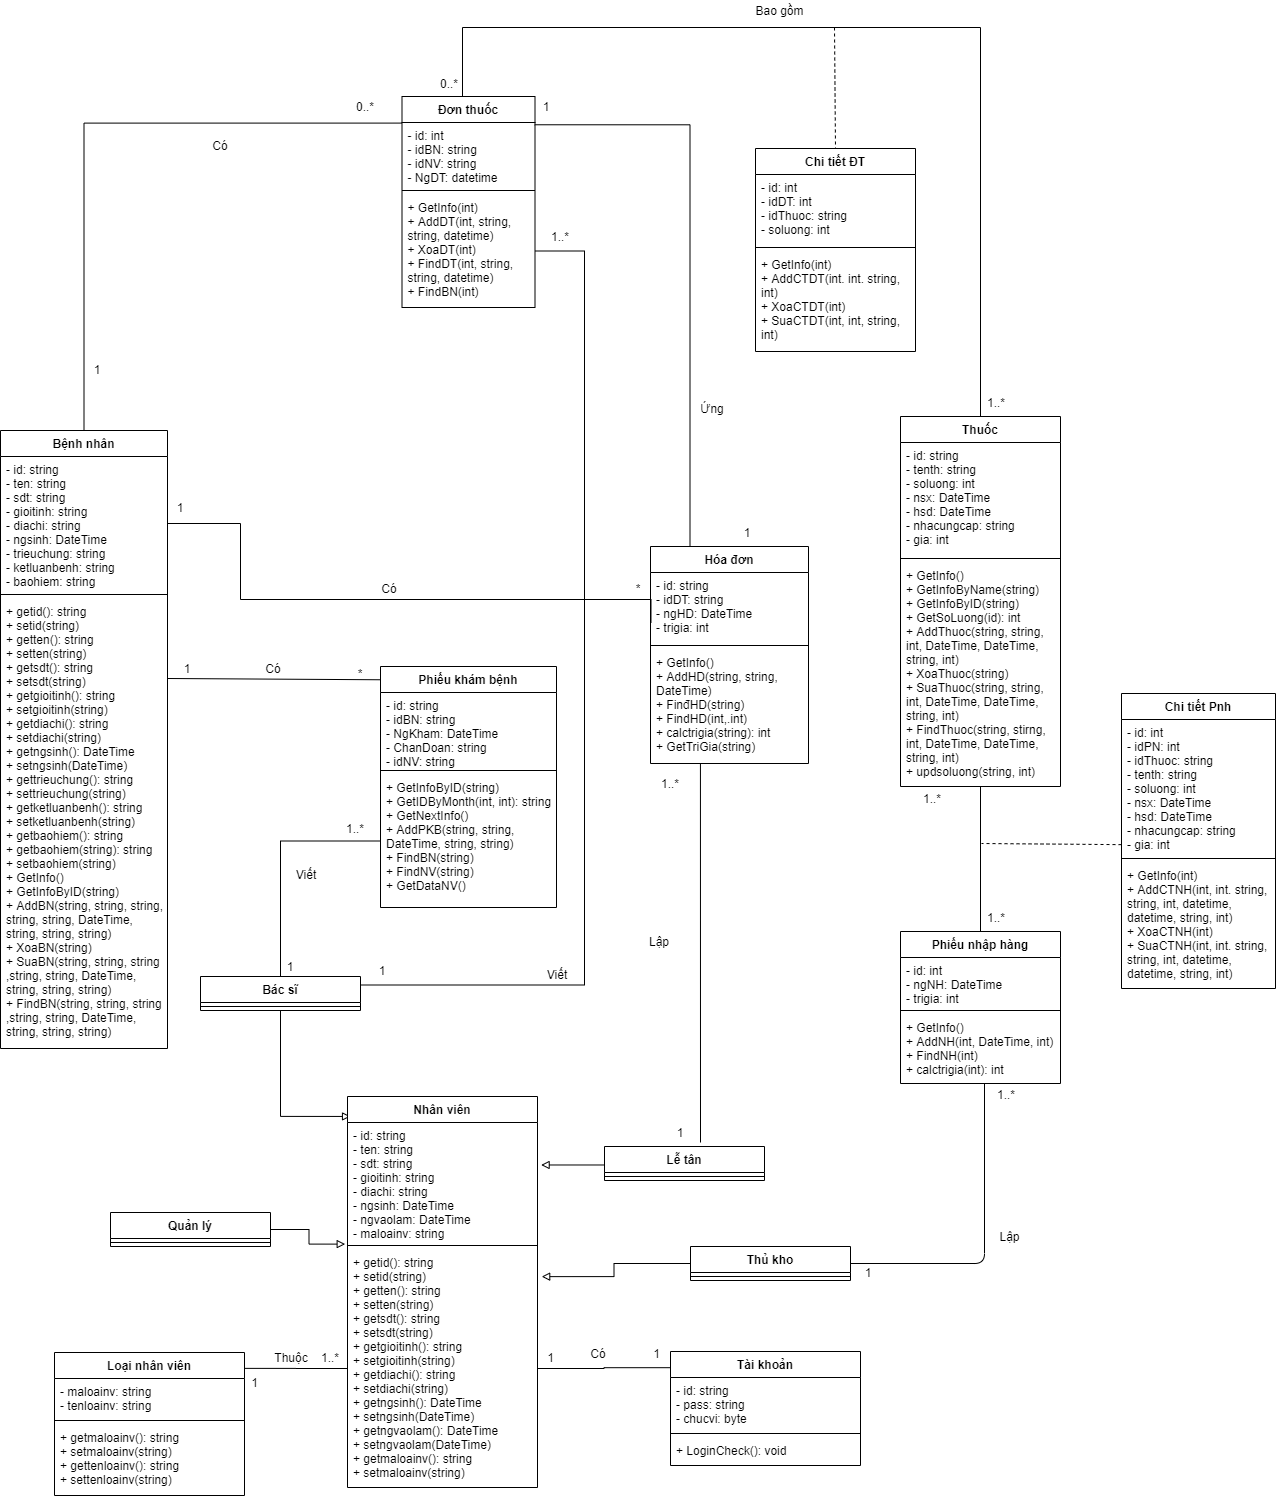 Bao gồm
0..*
Đơn thuốc
- id: int
- idBN: string
- idNV: string
- NgDT: datetime
+ GetInfo(int)
+ AddDT(int, string,
string, datetime)
+ XoaDT(int)
+ FindDT(int, string,
string, datetime)
+ FindBN(int)
0..*
Có
1
1
1..*
Chi tiết ĐT
- id: int
- idDT: int
- idThuoc: string
- soluong: int
+ GetInfo(int)
+ AddCTDT(int. int. string,
int)
+ XoaCTDT(int)
+ SuaCTDT(int, int, string,
int)
Ứng
1..*
Bệnh nhân
- id: string
- ten: string
- sdt: string
- gioitinh: string
- diachi: string
- ngsinh: DateTime
- trieuchung: string
- ketluanbenh: string
- baohiem: string
+ getid(): string
+ setid(string)
+ getten(): string
+ setten(string)
+ getsdt(): string
+ setsdt(string)
+ getgioitinh(): string
+ setgioitinh(string)
+ getdiachi(): string
+ setdiachi(string)
+ getngsinh(): DateTime
+ setngsinh(DateTime)
+ gettrieuchung(): string
+ settrieuchung(string)
+ getketluanbenh(): string
+ setketluanbenh(string)
+ getbaohiem(): string
+ getbaohiem(string): string
+ setbaohiem(string)
+ GetInfo()
+ GetInfoByID(string)
+ AddBN(string, string, string,
string, string, DateTime,
string, string, string)
+ XoaBN(string)
+ SuaBN(string, string, string
,string, string, DateTime,
string, string, string)
+ FindBN(string, string, string
,string, string, DateTime,
string, string, string)
1
Có
*
1
Hóa đơn
- id: string
- idDT: string
- ngHD: DateTime
- trigia: int
+ GetInfo()
+ AddHD(string, string,
DateTime)
+ FindHD(string)
+ FindHD(int,.int)
+ calctrigia(string): int
+ GetTriGia(string)
1..*
Thuốc
- id: string
- tenth: string
- soluong: int
- nsx: DateTime
- hsd: DateTime
- nhacungcap: string
- gia: int
+ GetInfo()
+ GetInfoByName(string)
+ GetInfoByID(string)
+ GetSoLuong(id): int
+ AddThuoc(string, string,
int, DateTime, DateTime,
string, int)
+ XoaThuoc(string)
+ SuaThuoc(string, string,
int, DateTime, DateTime,
string, int)
+ FindThuoc(string, stirng,
int, DateTime, DateTime,
string, int)
+ updsoluong(string, int)
1..*
1
Có
*
Phiếu khám bệnh
- id: string
- idBN: string
- NgKham: DateTime
- ChanDoan: string
- idNV: string
+ GetInfoByID(string)
+ GetIDByMonth(int, int): string
+ GetNextInfo()
+ AddPKB(string, string,
DateTime, string, string)
+ FindBN(string)
+ FindNV(string)
+ GetDataNV()
1..*
Viết
Chi tiết Pnh
- id: int
- idPN: int
- idThuoc: string
- tenth: string
- soluong: int
- nsx: DateTime
- hsd: DateTime
- nhacungcap: string
- gia: int
+ GetInfo(int)
+ AddCTNH(int, int. string,
string, int, datetime,
datetime, string, int)
+ XoaCTNH(int)
+ SuaCTNH(int, int. string,
string, int, datetime,
datetime, string, int)
Lập
1..*
Phiếu nhập hàng
- id: int
- ngNH: DateTime
- trigia: int
+ GetInfo()
+ AddNH(int, DateTime, int)
+ FindNH(int)
+ calctrigia(int): int
1..*
1
Bác sĩ
1
Viết
Nhân viên
- id: string
- ten: string
- sdt: string
- gioitinh: string
- diachi: string
- ngsinh: DateTime
- ngvaolam: DateTime
- maloainv: string
+ getid(): string
+ setid(string)
+ getten(): string
+ setten(string)
+ getsdt(): string
+ setsdt(string)
+ getgioitinh(): string
+ setgioitinh(string)
+ getdiachi(): string
+ setdiachi(string)
+ getngsinh(): DateTime
+ setngsinh(DateTime)
+ getngvaolam(): DateTime
+ setngvaolam(DateTime)
+ getmaloainv(): string
+ setmaloainv(string)
1
Lễ tân
Quản lý
Thủ kho
1
Lập
Loại nhân viên
- maloainv: string
- tenloainv: string
+ getmaloainv(): string
+ setmaloainv(string)
+ gettenloainv(): string
+ settenloainv(string)
Thuộc
1..*
1
1
Có
1
Tài khoản
- id: string
- pass: string
- chucvi: byte
+ LoginCheck(): void